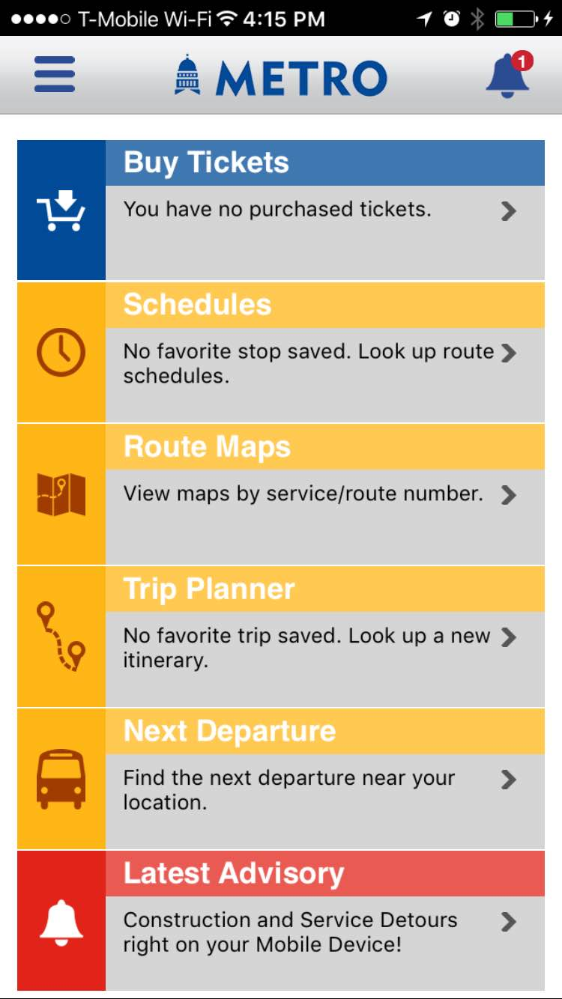 T-Mobile Wi-Fi 4:15 PM
METRO
1
Buy Tickets
You have no purchased tickets.
Schedules
No favorite stop saved. Look up route
schedules.
Route Maps
View maps by service/route number.
Trip Planner
No favorite trip saved. Look up a new
itinerary.
Next Departure
Find the next departure near your
location.
Latest Advisory
Construction and Service Detours
right on your Mobile Device!